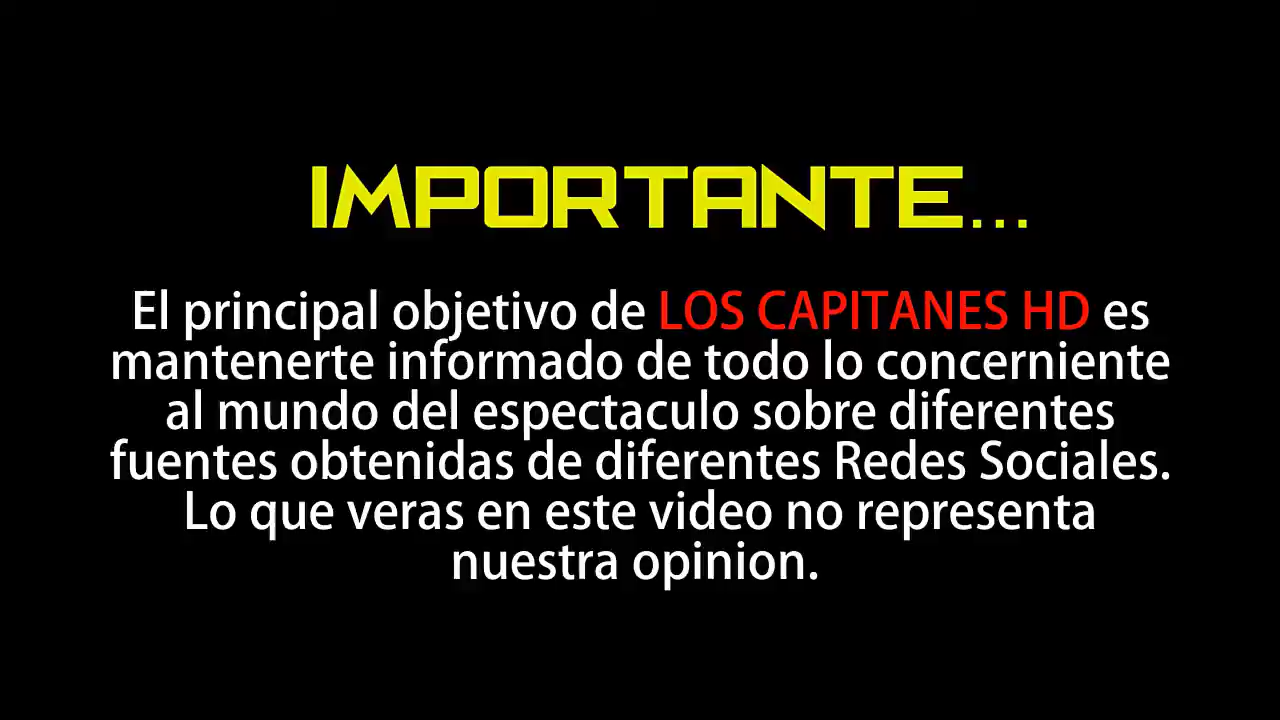 IMPORTANTE...
El principal objetivo de LOS CAPITANES HD es
mantenerte informado de todo lo concerniente
al mundo del espectaculo sobre diferentes
fuentes obtenidas de diferentes Redes Sociales.
Lo que veras en este video no representa
nuestra opinion.